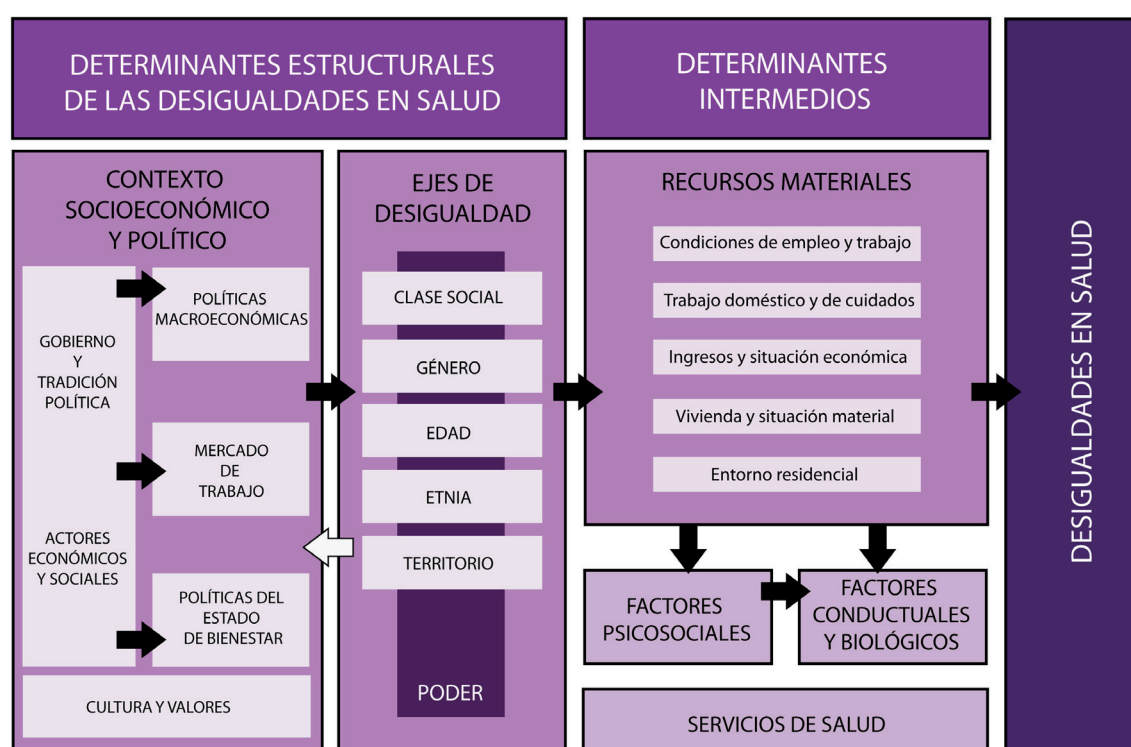 DETERMINANTES ESTRUCTURALES
DE LAS DESIGUALDADES EN SALUD
CONTEXTO
SOCIOECONÓMICO
Y POLÍTICO
GOBIERNO
Y
TRADICIÓN
POLÍTICA
ACTORES
ECONÓMICOS
Y SOCIALES
POLÍTICAS
MACROECONÓMICAS
MERCADO
DE
TRABAJO
POLÍTICAS DEL
ESTADO
DE BIENESTAR
CULTURA Y VALORES
EJES DE
DESIGUALDAD
CLASE SOCIAL
GÉNERO
EDAD
ETNIA
TERRITORIO
PODER
DETERMINANTES
INTERMEDIOS
RECURSOS MATERIALES
Condiciones de empleo y trabajo
Trabajo doméstico y de cuidados
Ingresos y situación económica
Vivienda y situación material
Entorno residencial
FACTORES
PSICOSOCIALES
FACTORES
CONDUCTUALES
Y BIOLÓGICOS
SERVICIOS DE SALUD
DESIGUALDADES EN SALUD